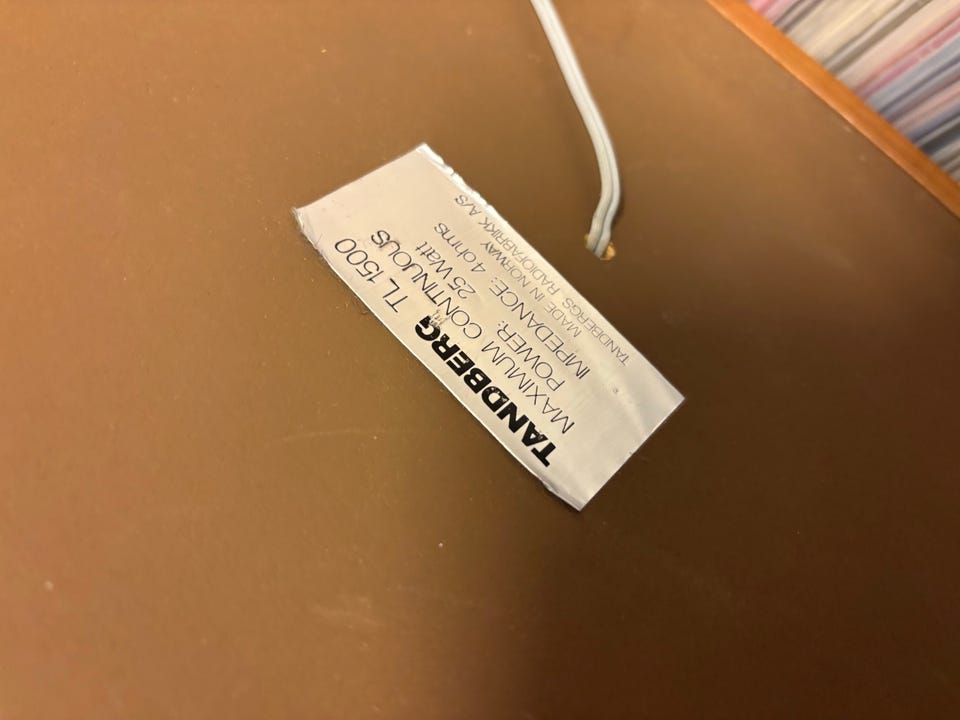 TANDBERG TL 1500
MAXIMUM CONTINUOUS
POWER: 25 Watt
IMPEDANCE: 4 ohms
MADE IN NORWAY
TANDBERGS RADIOFABRIKK A/S